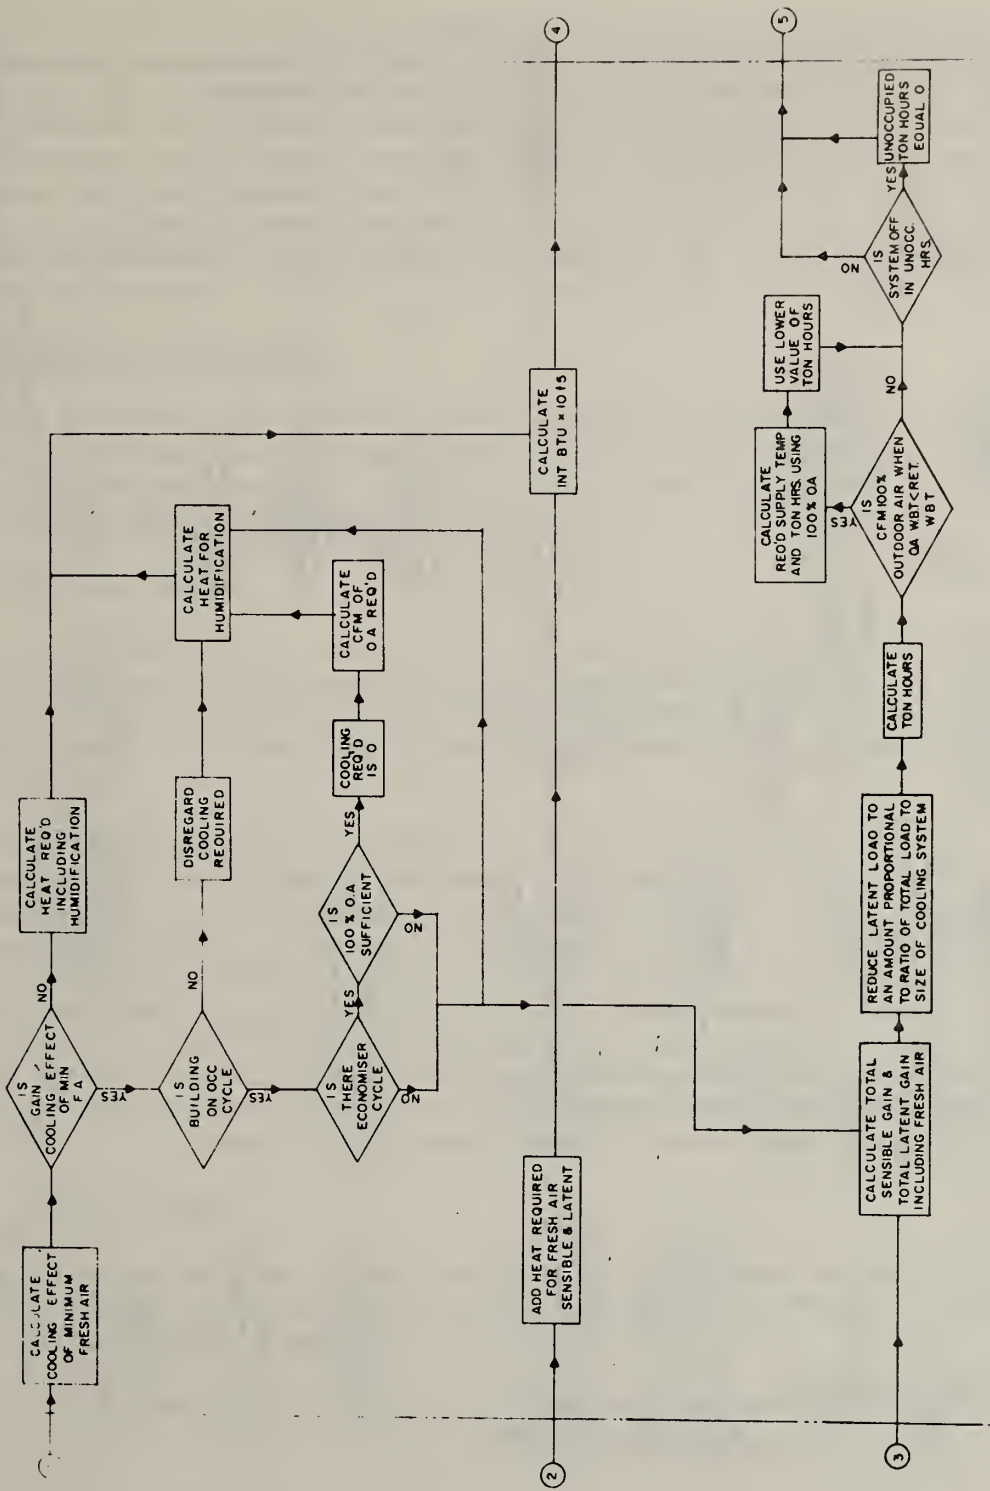 CALCULATE
COOLING EFFECT
OF MINIMUM
FRESH AIR
IS
GAIN
COOLING EFFECT
OF MIN
F A
NO
YES
CALCULATE
HEAT REQ'D
INCLUDING
HUMIDIFICATION
IS
BUILDING
ON OCC
CYCLE
NO
YES
DISREGARD
COOLING
REQUIRED
CALCULATE
HEAT FOR
HUMIDIFICATION
IS
THERE
ECONOMISER
CYCLE
YES
NO
IS
100 % O.A
SUFFICIENT
YES
NO
COOLING
REQ'D
IS 0
CALCULATE
CFM OF
OA REQ'D
2
ADD HEAT REQUIRED
FOR FRESH AIR
SENSIBLE & LATENT
CALCULATE
INT BTU × 10↑5
4
3
CALCULATE TOTAL
SENSIBLE GAIN &
TOTAL LATENT GAIN
INCLUDING FRESH AIR
REDUCE LATENT LOAD TO
AN AMOUNT PROPORTIONAL
TO RATIO OF TOTAL LOAD TO
SIZE OF COOLING SYSTEM
CALCULATE
TON HOURS
IS
CFM 100%
OUTDOOR AIR WHEN
OA WBT<RET.
WBT
YES
NO
CALCULATE
REQ'D SUPPLY TEMP
AND TON HRS. USING
100% OA
USE LOWER
VALUE OF
TON HOURS
IS
SYSTEM OFF
IN UNOCC.
HRS.
NO
YES
UNOCCUPIED
TON HOURS
EQUAL 0
5